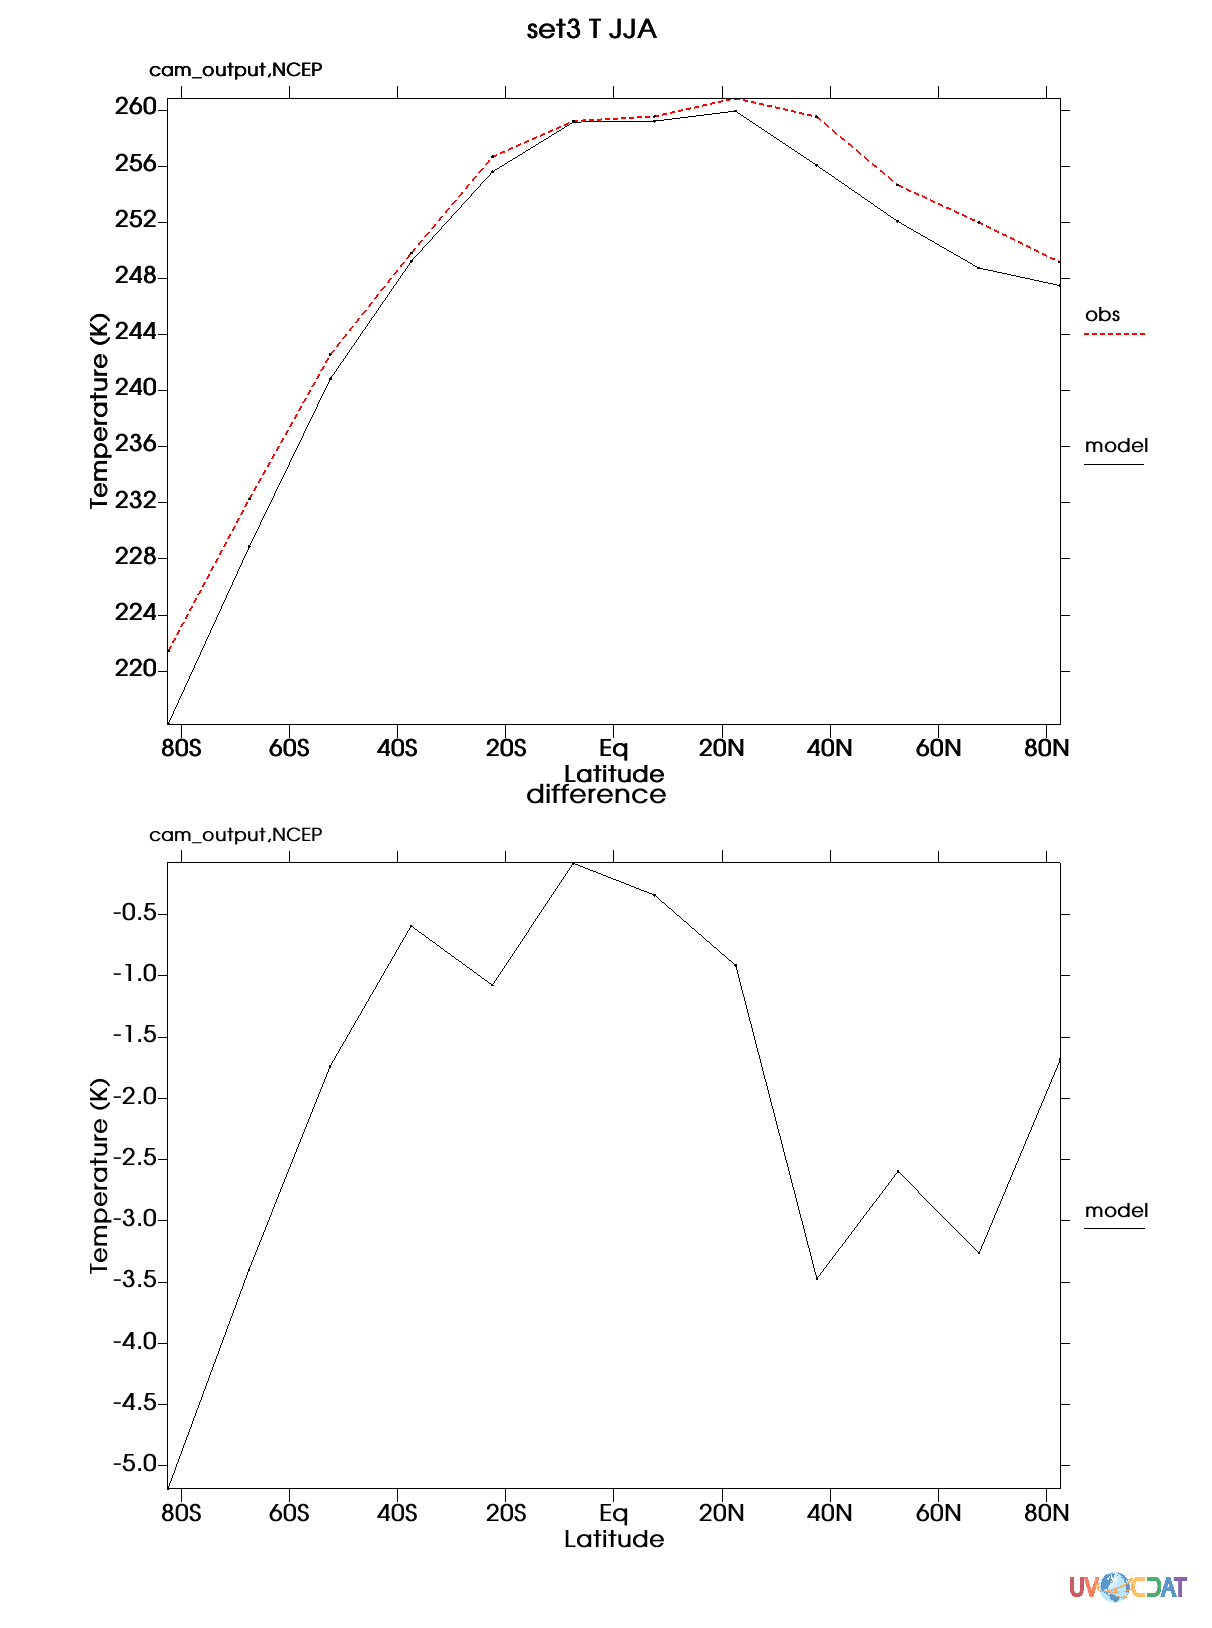 set3 T JJA
cam_output,NCEP
260
256
252
248
244
240
236
232
228
224
220
Temperature (K)
obs
model
80S 60S 40S 20S Eq 20N 40N 60N 80N
Latitude
difference
cam_output,NCEP
-0.5
-1.0
-1.5
-2.0
-2.5
-3.0
-3.5
-4.0
-4.5
-5.0
Temperature (K)
model
80S 60S 40S 20S Eq 20N 40N 60N 80N
Latitude
UV CDAT